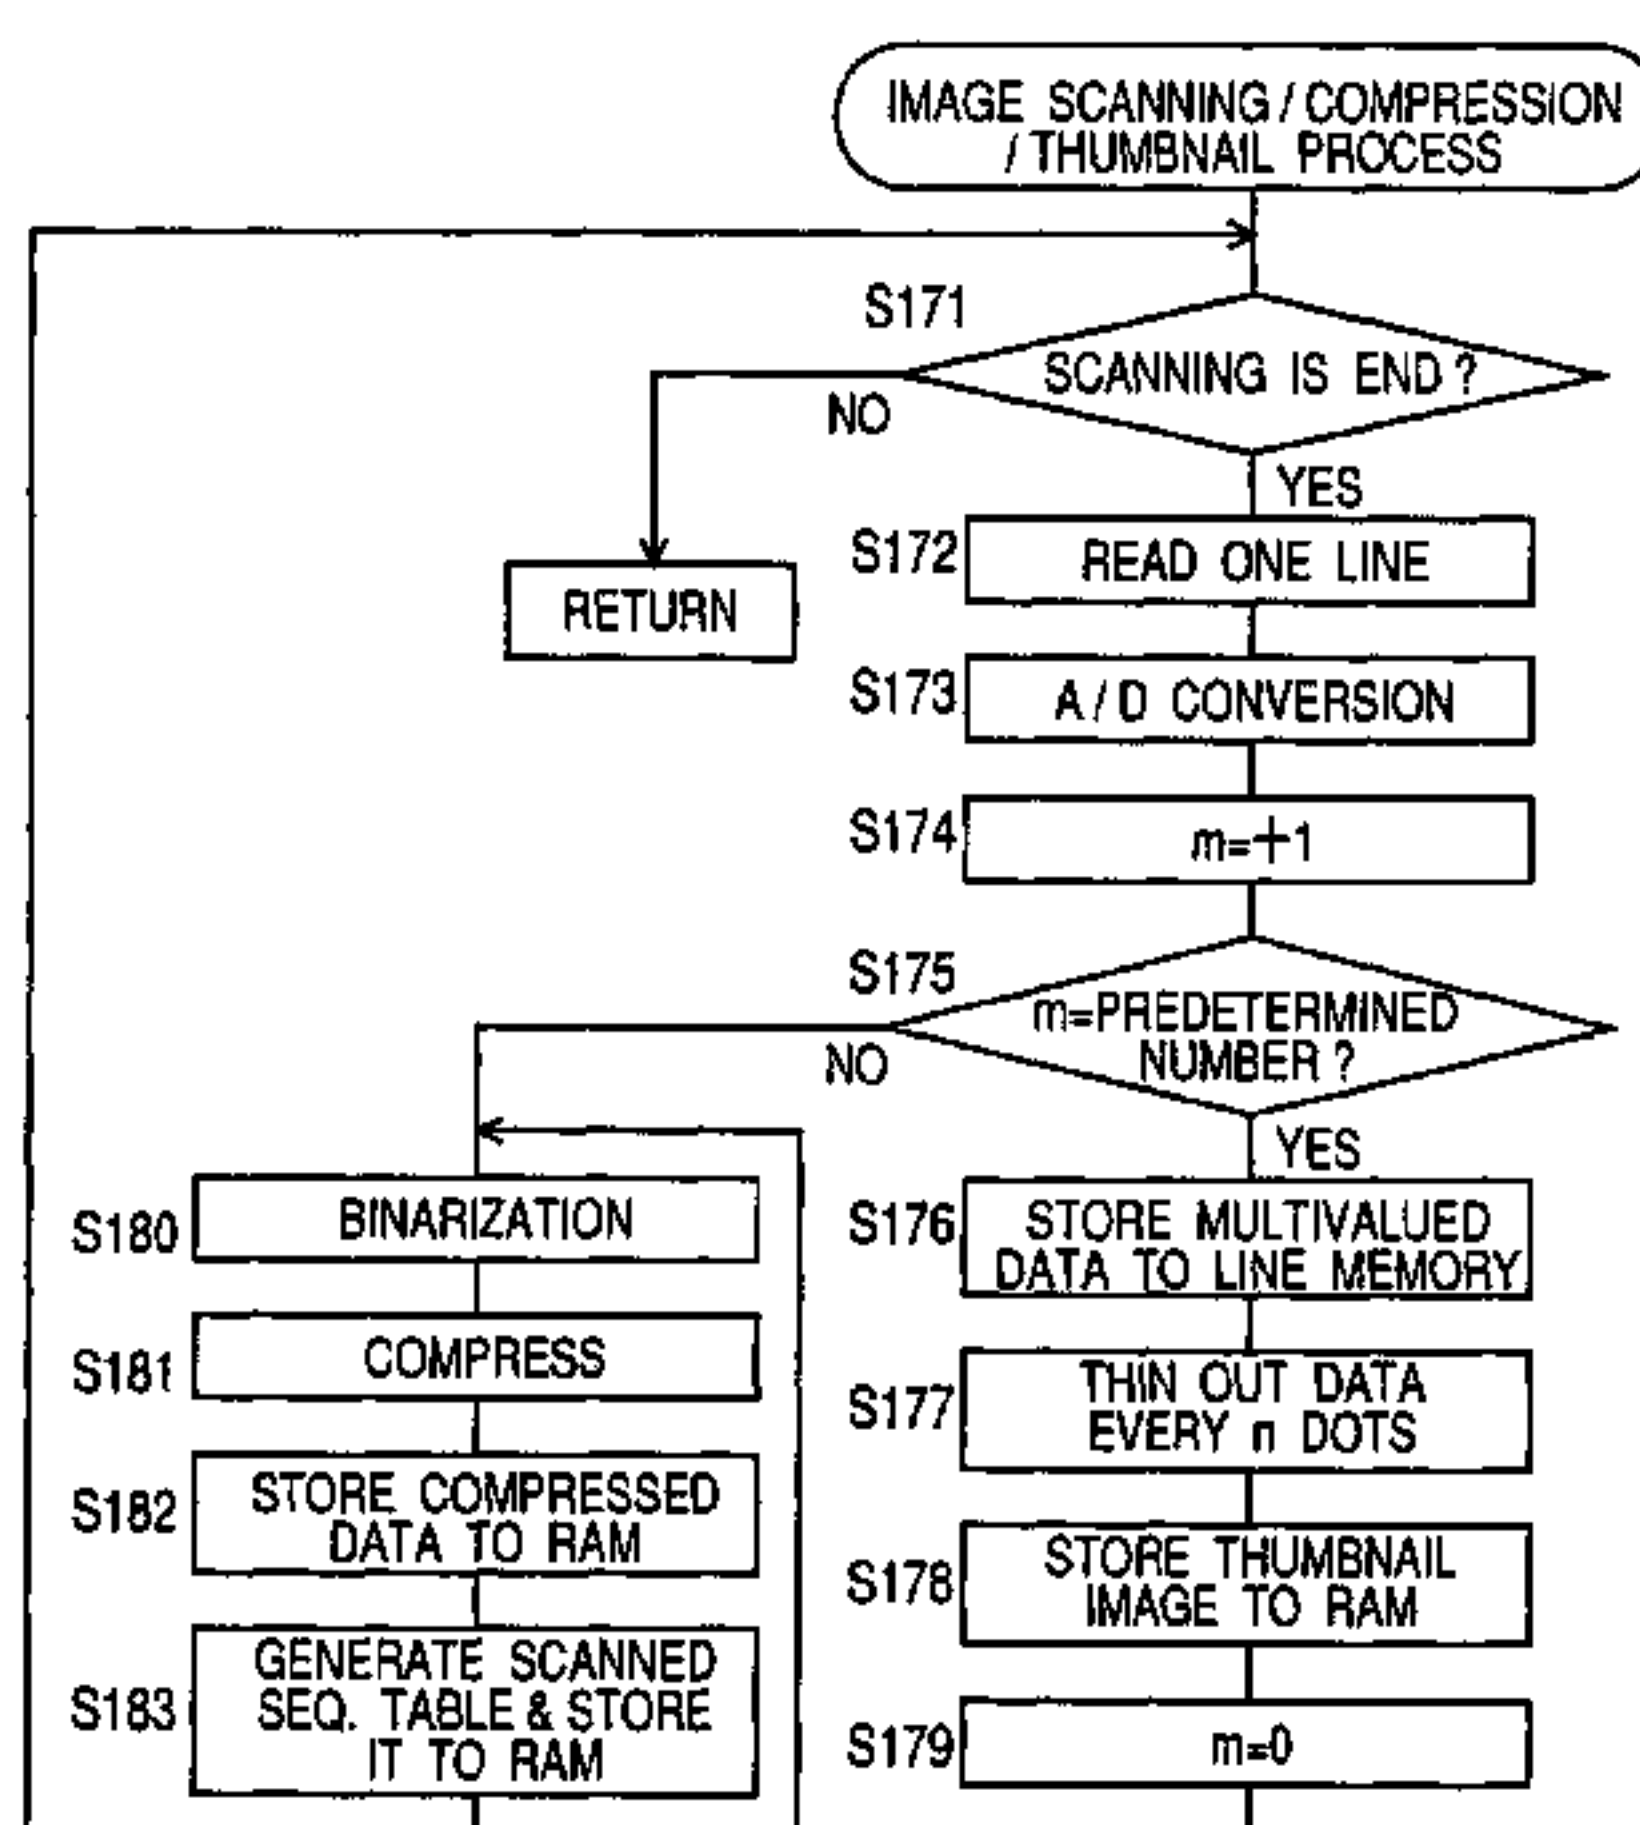 IMAGE SCANNING / COMPRESSION
/ THUMBNAIL PROCESS
S171
SCANNING IS END ?
NO
YES
RETURN
S172
READ ONE LINE
S173
A / D CONVERSION
S174
m=+1
S175
m=PREDETERMINED
NUMBER ?
NO
YES
S176
STORE MULTIVALUED
DATA TO LINE MEMORY
S177
THIN OUT DATA
EVERY n DOTS
S178
STORE THUMBNAIL
IMAGE TO RAM
S179
m=0
S180
BINARIZATION
S181
COMPRESS
S182
STORE COMPRESSED
DATA TO RAM
S183
GENERATE SCANNED
SEQ. TABLE & STORE
IT TO RAM